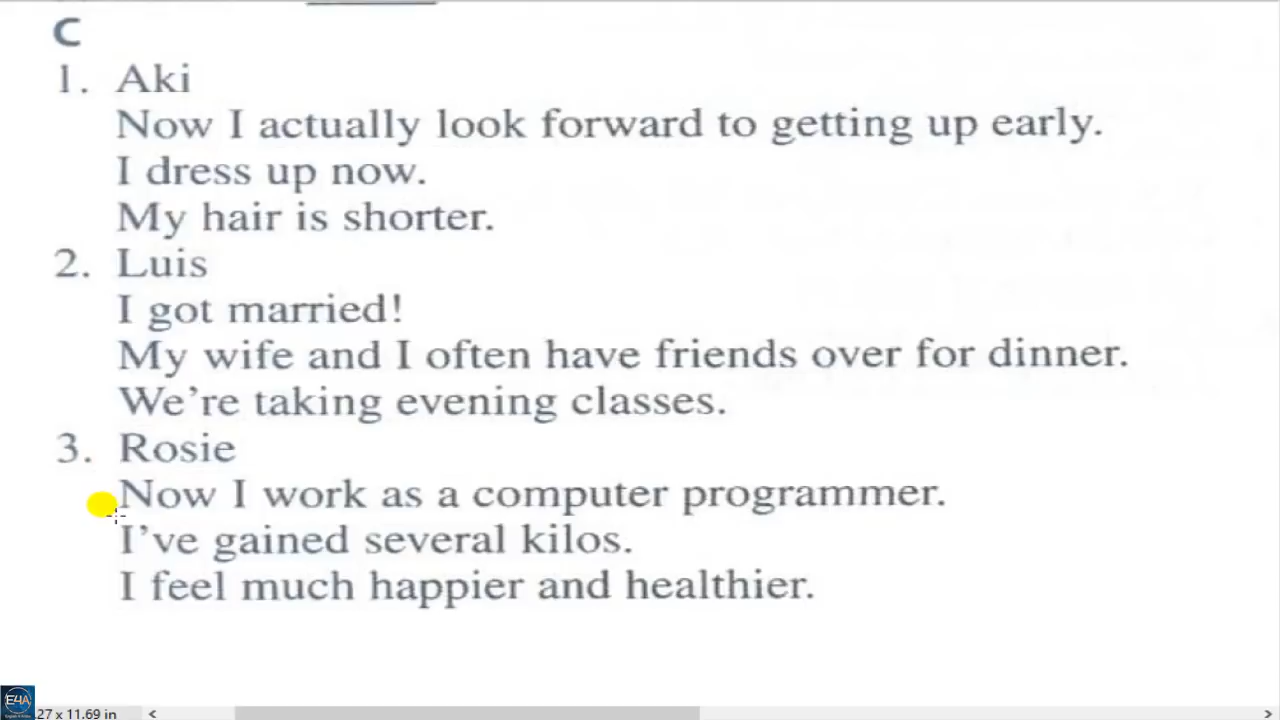 C
1. Aki
Now I actually look forward to getting up early.
I dress up now.
My hair is shorter.
2. Luis
I got married!
My wife and I often have friends over for dinner.
We're taking evening classes.
3. Rosie
Now I work as a computer programmer.
I've gained several kilos.
I feel much happier and healthier.
E4A
27 x 11.69 in